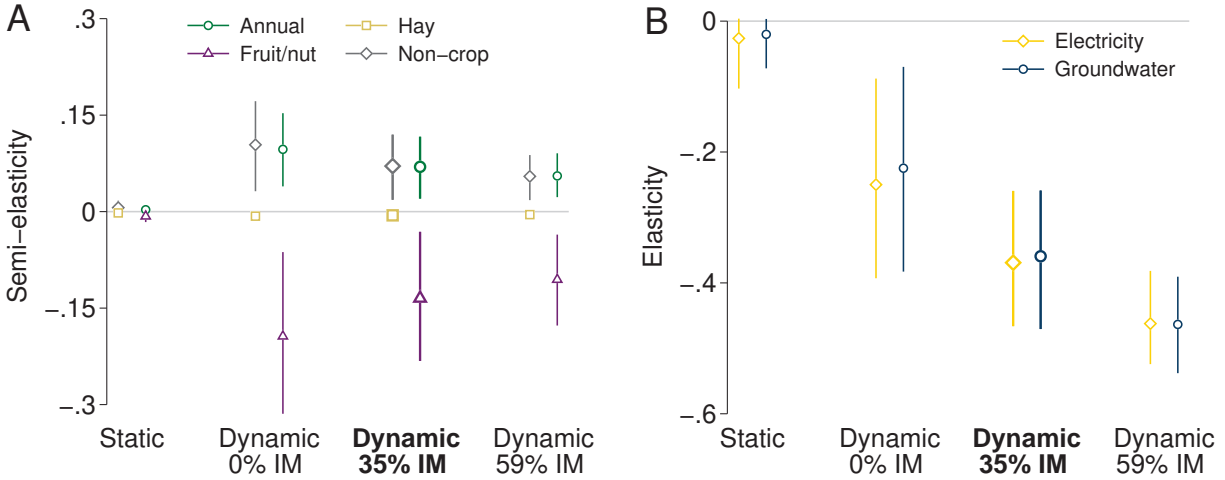 A
.3
.15
0
−.15
−.3
Semi−elasticity
Annual
Hay
Fruit/nut
Non−crop
Static
Dynamic
0% IM
Dynamic
35% IM
Dynamic
59% IM
B
0
−.2
−.4
−.6
Elasticity
Electricity
Groundwater
Static
Dynamic
0% IM
Dynamic
35% IM
Dynamic
59% IM